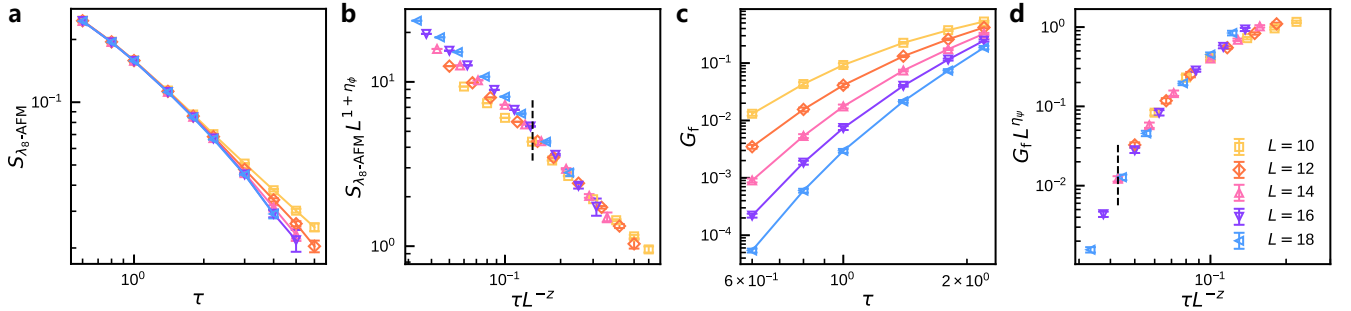 a
S_{λ_8-AFM}
10^{-1}
10^0
τ
b
S_{λ_8-AFM} L^{1 + η_ϕ}
10^1
10^0
10^{-1}
τL^{-z}
c
G_f
10^{-1}
10^{-2}
10^{-3}
10^{-4}
6 × 10^{-1}
10^0
2 × 10^0
τ
d
G_f L^{η_ψ}
10^0
10^{-1}
10^{-2}
10^{-1}
τL^{-z}
L = 10
L = 12
L = 14
L = 16
L = 18